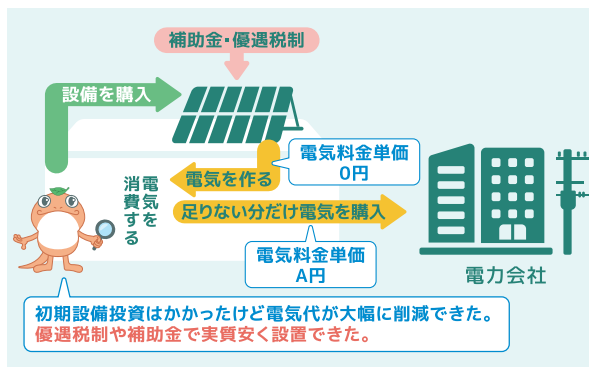 補助金・優遇税制
設備を購入
電気料金単価
0円
電気を作る
電気を
消費する
足りない分だけ電気を購入
電気料金単価
A円
電力会社
初期設備投資はかかったけど電気代が大幅に削減できた。
優遇税制や補助金で実質安く設置できた。